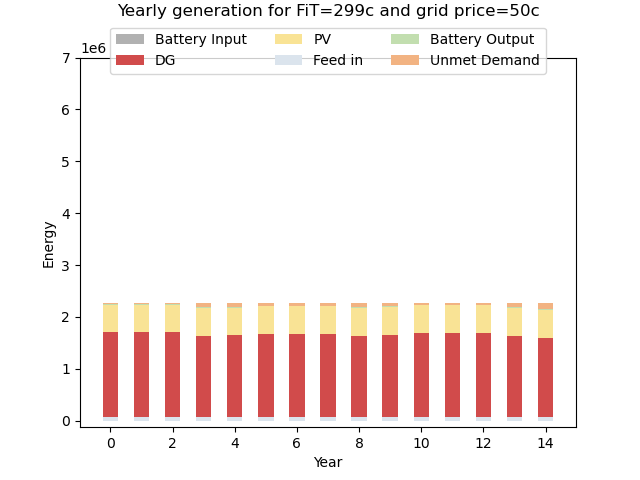 Yearly generation for FiT=299c and grid price=50c
1e6
Battery Input PV Battery Output
DG Feed in Unmet Demand
7
6
5
4
3
2
1
0
Energy
0 2 4 6 8 10 12 14
Year